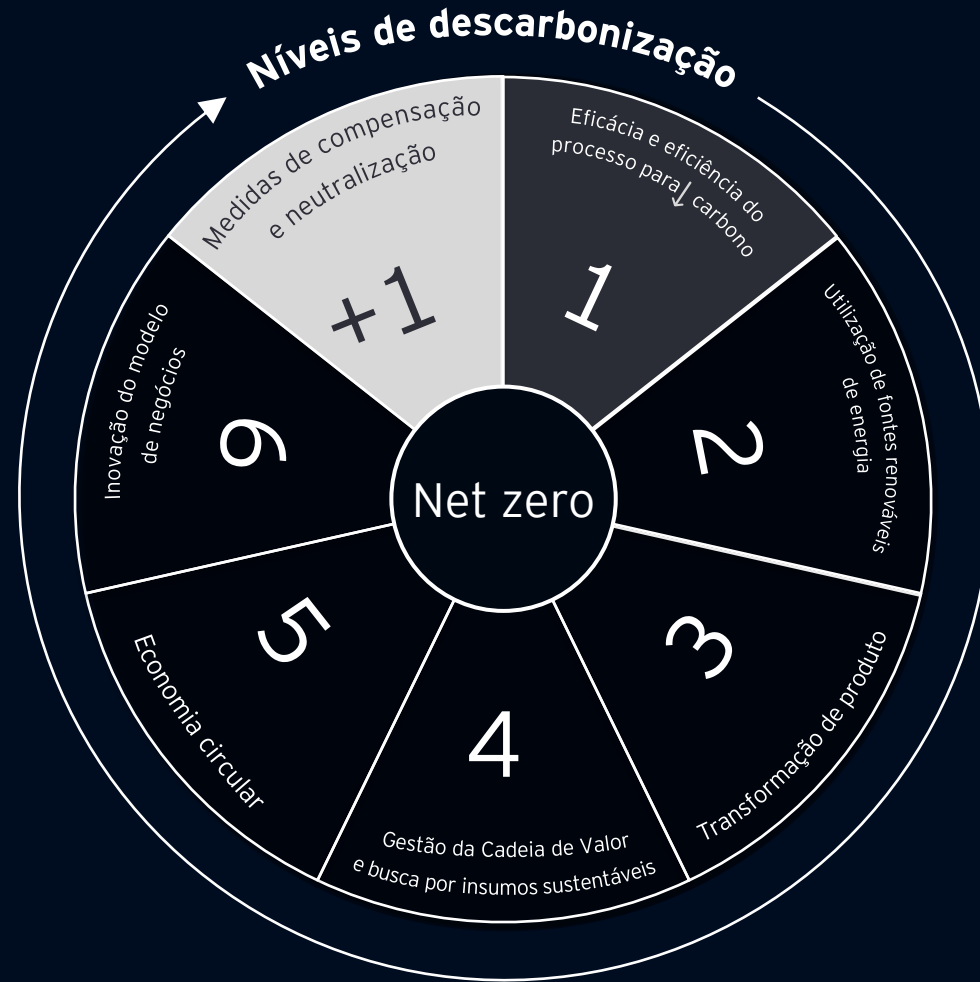 Níveis de descarbonização
Eficácia e eficiência do
processo para↓ carbono
1
Utilização de fontes renováveis
de energia
2
3
Transformação de produto
4
Gestão da Cadeia de Valor
e busca por insumos sustentáveis
5
Economia circular
Inovação do modelo
de negócios
6
Medidas de compensação
e neutralização
+1
Net zero